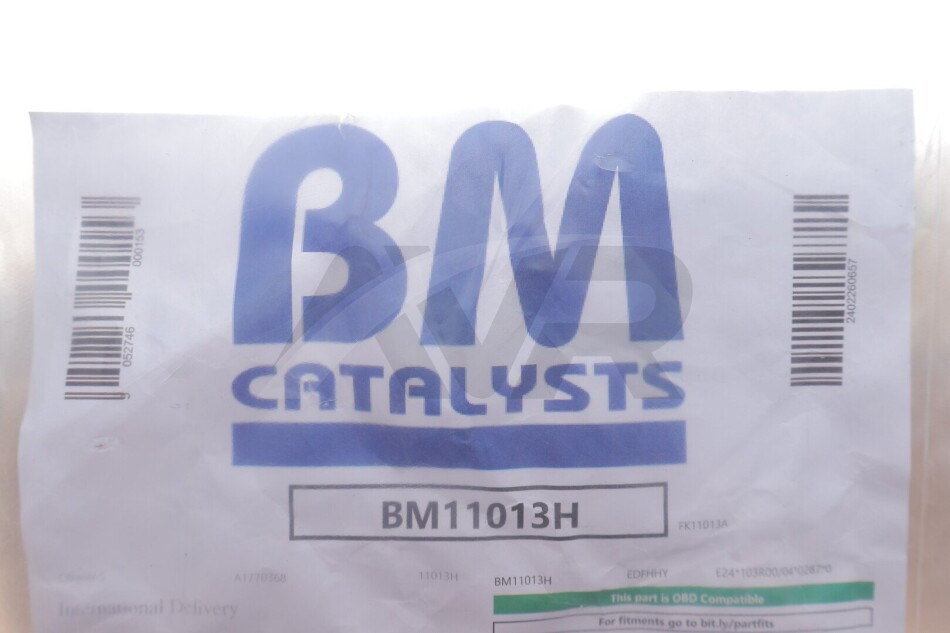 BM
CATALYSTS
5 052746 000153
2402260657
BM11013H
FK11013A
A1770368 11013H BM11013H EDFHHY E24*103R00/04*0287*0
International Delivery
This part is OBD Compatible
For fitments go to bit.ly/partfits